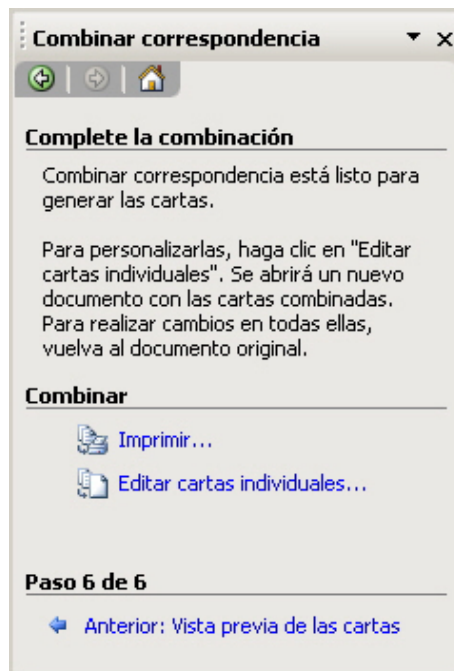 Combinar correspondencia
Complete la combinación
Combinar correspondencia está listo para
generar las cartas.
Para personalizarlas, haga clic en "Editar
cartas individuales". Se abrirá un nuevo
documento con las cartas combinadas.
Para realizar cambios en todas ellas,
vuelva al documento original.
Combinar
Imprimir...
Editar cartas individuales...
Paso 6 de 6
Anterior: Vista previa de las cartas